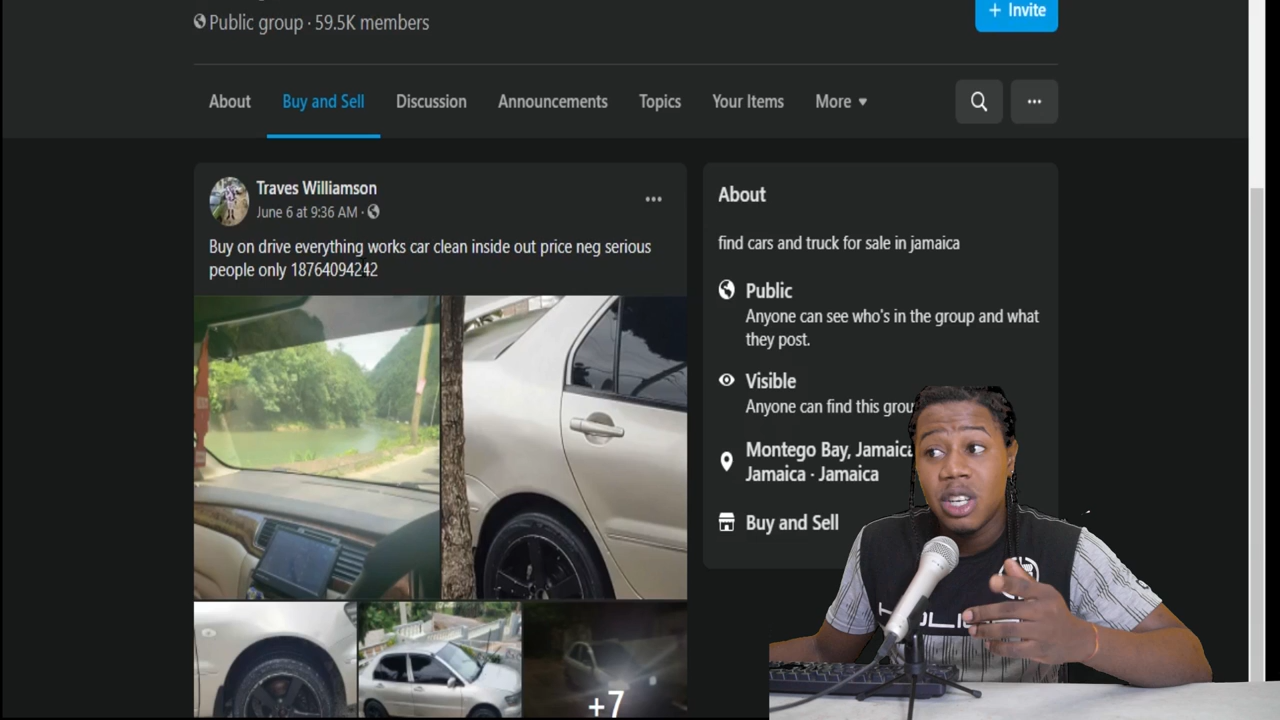 Public group · 59.5K members
+ Invite
About
Buy and Sell
Discussion
Announcements
Topics
Your Items
More
Traves Williamson
June 6 at 9:36 AM ·
Buy on drive everything works car clean inside out price neg serious
people only 18764094242
+7
About
find cars and truck for sale in jamaica
Public
Anyone can see who's in the group and what
they post.
Visible
Anyone can find this
Montego Bay, Jamaica
Jamaica · Jamaica
Buy and Sell